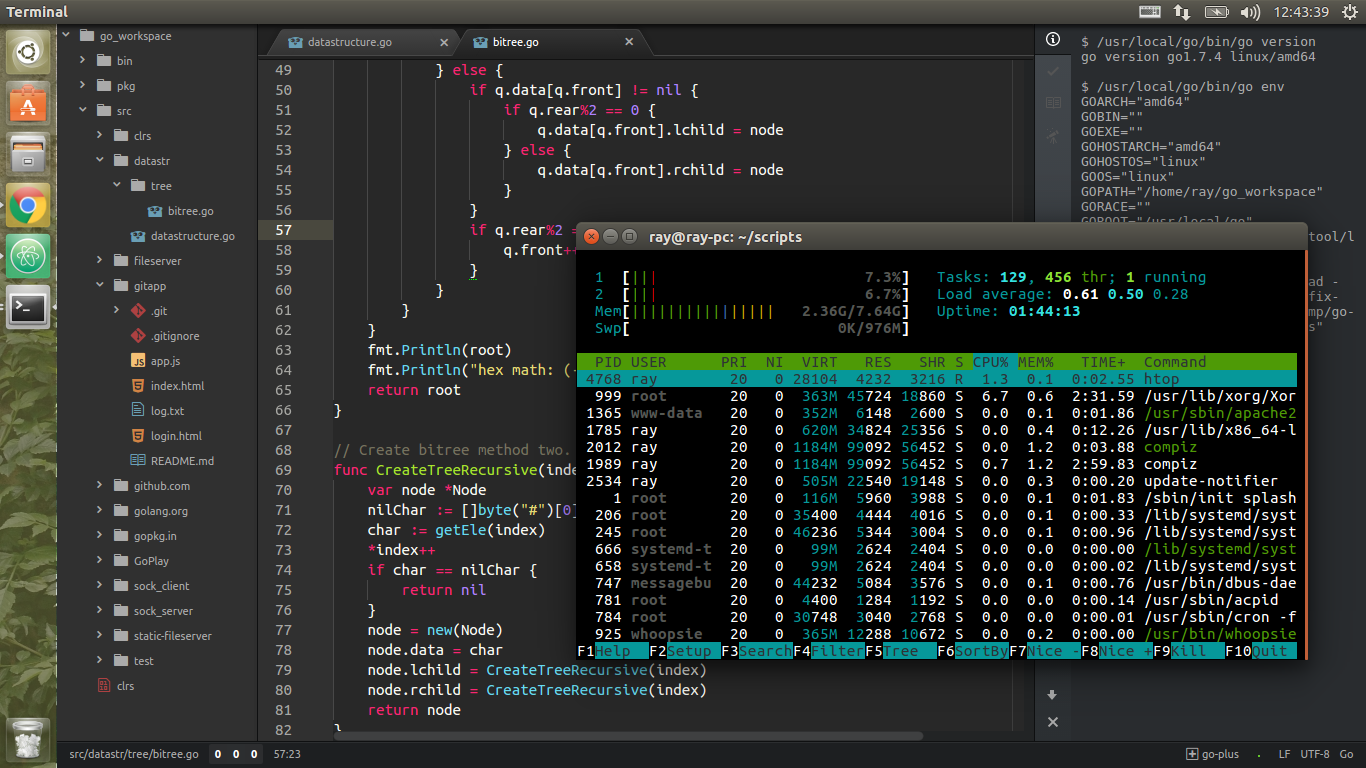 Terminal
12:43:39
go_workspace
bin
pkg
src
clrs
datastr
tree
bitree.go
datastructure.go
fileserver
gitapp
.git
.gitignore
app.js
index.html
log.txt
login.html
README.md
github.com
golang.org
gopkg.in
GoPlay
sock_client
sock_server
static-fileserver
test
clrs
datastructure.go
bitree.go
49 } else {
50 if q.data[q.front] != nil {
51 if q.rear%2 == 0 {
52 q.data[q.front].lchild = node
53 } else {
54 q.data[q.front].rchild = node
55 }
56 }
57 if q.rear%2 =
58 q.front++
59 }
60 }
61 }
62 }
63 fmt.Println(root)
64 fmt.Println("hex math: (
65 return root
66 }
67
68 // Create bitree method two.
69 func CreateTreeRecursive(inde
70 var node *Node
71 nilChar := []byte("#")[0]
72 char := getEle(index)
73 *index++
74 if char == nilChar {
75 return nil
76 }
77 node = new(Node)
78 node.data = char
79 node.lchild = CreateTreeRecursive(index)
80 node.rchild = CreateTreeRecursive(index)
81 return node
82 }
$ /usr/local/go/bin/go version
go version go1.7.4 linux/amd64
$ /usr/local/go/bin/go env
GOARCH="amd64"
GOBIN=""
GOEXE=""
GOHOSTARCH="amd64"
GOHOSTOS="linux"
GOOS="linux"
GOPATH="/home/ray/go_workspace"
GORACE=""
GOROOT="/usr/local/go"
tool/l
ad -
fix-
mp/go-
s"
ray@ray-pc: ~/scripts
1 [|| 7.3%] Tasks: 129, 456 thr; 1 running
2 [|| 6.7%] Load average: 0.61 0.50 0.28
Mem[|||||||||||||||||| 2.36G/7.64G] Uptime: 01:44:13
Swp[ 0K/976M]
PID USER PRI NI VIRT RES SHR S CPU% MEM% TIME+ Command
4768 ray 20 0 28104 4232 3216 R 1.3 0.1 0:02.55 htop
999 root 20 0 363M 45724 18860 S 6.7 0.6 2:31.59 /usr/lib/xorg/Xor
1365 www-data 20 0 352M 6148 2600 S 0.0 0.1 0:01.86 /usr/sbin/apache2
1785 ray 20 0 620M 34824 25356 S 0.0 0.4 0:12.26 /usr/lib/x86_64-l
2012 ray 20 0 1184M 99092 56452 S 0.0 1.2 0:03.88 compiz
1989 ray 20 0 1184M 99092 56452 S 0.7 1.2 2:59.83 compiz
2534 ray 20 0 505M 22540 19148 S 0.0 0.3 0:00.20 update-notifier
1 root 20 0 116M 5960 3988 S 0.0 0.1 0:01.83 /sbin/init splash
206 root 20 0 35400 4444 4016 S 0.0 0.1 0:00.33 /lib/systemd/syst
245 root 20 0 46236 5344 3004 S 0.0 0.1 0:00.96 /lib/systemd/syst
666 systemd-t 20 0 99M 2624 2404 S 0.0 0.0 0:00.00 /lib/systemd/syst
658 systemd-t 20 0 99M 2624 2404 S 0.0 0.0 0:00.02 /lib/systemd/syst
747 messagebu 20 0 44232 5084 3576 S 0.0 0.1 0:00.76 /usr/bin/dbus-dae
781 root 20 0 4400 1284 1192 S 0.0 0.0 0:00.14 /usr/sbin/acpid
784 root 20 0 30748 3040 2768 S 0.0 0.0 0:00.01 /usr/sbin/cron -f
925 whoopsie 20 0 365M 12288 10672 S 0.0 0.2 0:00.00 /usr/bin/whoopsie
F1Help F2Setup F3SearchF4FilterF5Tree F6SortByF7Nice -F8Nice +F9Kill F10Quit
src/datastr/tree/bitree.go 0 0 0 57:23
go-plus . LF UTF-8 Go